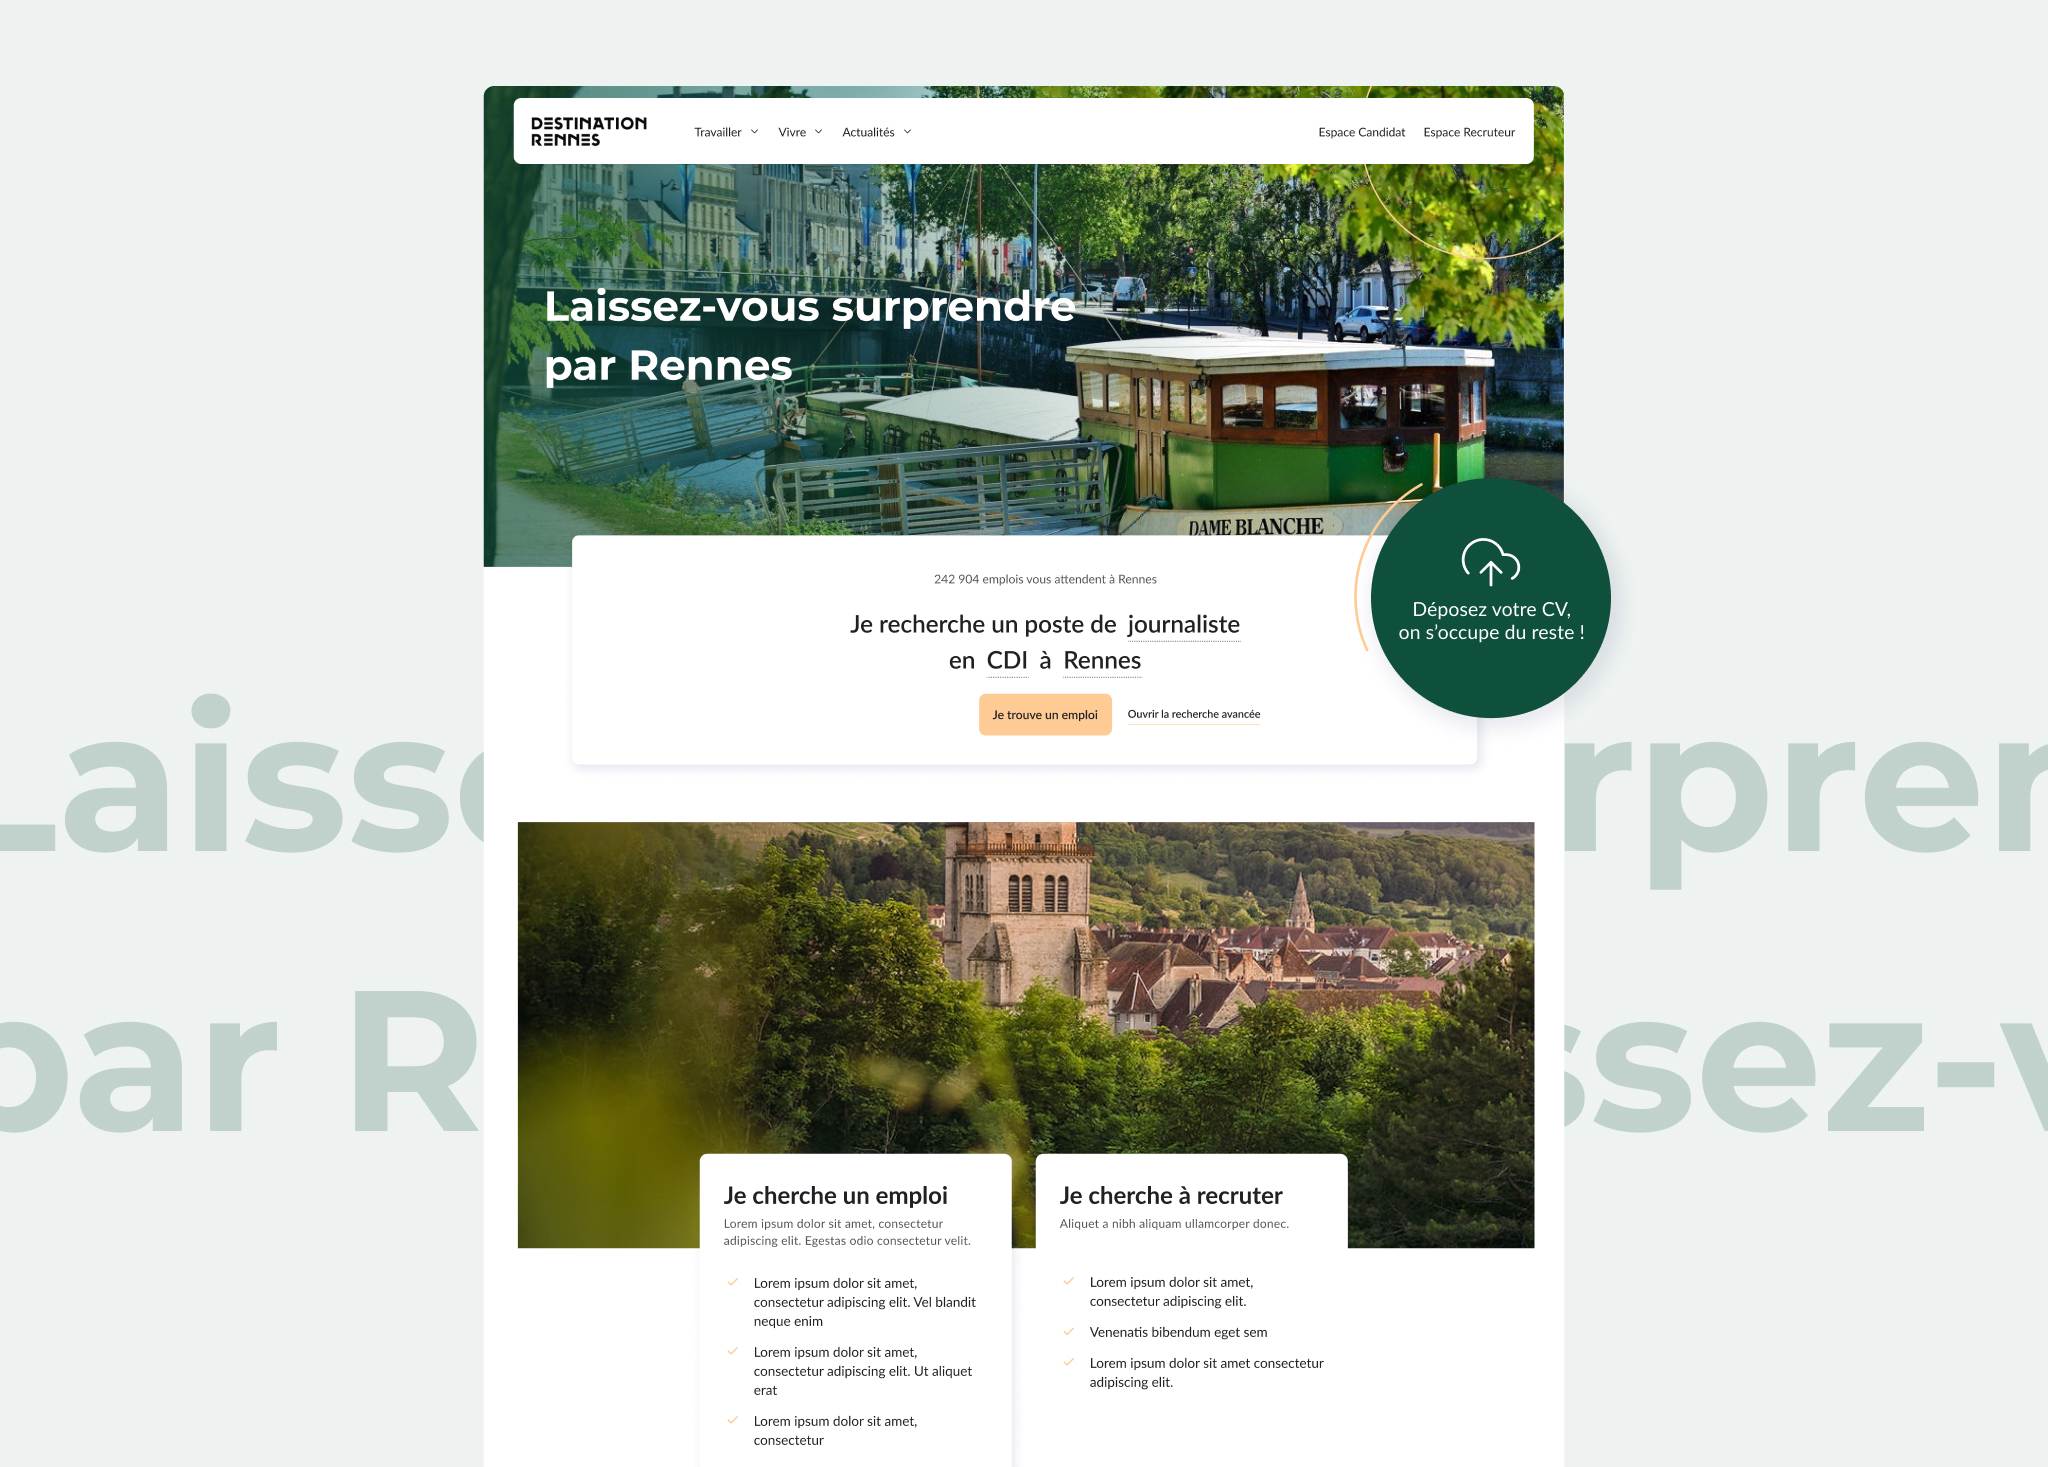 DESTINATION
RENNES
Travailler
Vivre
Actualités
Espace Candidat
Espace Recruteur
Laissez-vous surprendre
par Rennes
DAME BLANCHE
Déposez votre CV,
on s’occupe du reste !
242 904 emplois vous attendent à Rennes
Je recherche un poste de journaliste
en CDI à Rennes
Je trouve un emploi
Ouvrir la recherche avancée
Laisse
rprer
par R
ssez-v
Je cherche un emploi
Lorem ipsum dolor sit amet, consectetur
adipiscing elit. Egestas odio consectetur velit.
Lorem ipsum dolor sit amet,
consectetur adipiscing elit. Vel blandit
neque enim
Lorem ipsum dolor sit amet,
consectetur adipiscing elit. Ut aliquet
erat
Lorem ipsum dolor sit amet,
consectetur
Je cherche à recruter
Aliquet a nibh aliquam ullamcorper donec.
Lorem ipsum dolor sit amet,
consectetur adipiscing elit.
Venenatis bibendum eget sem
Lorem ipsum dolor sit amet consectetur
adipiscing elit.